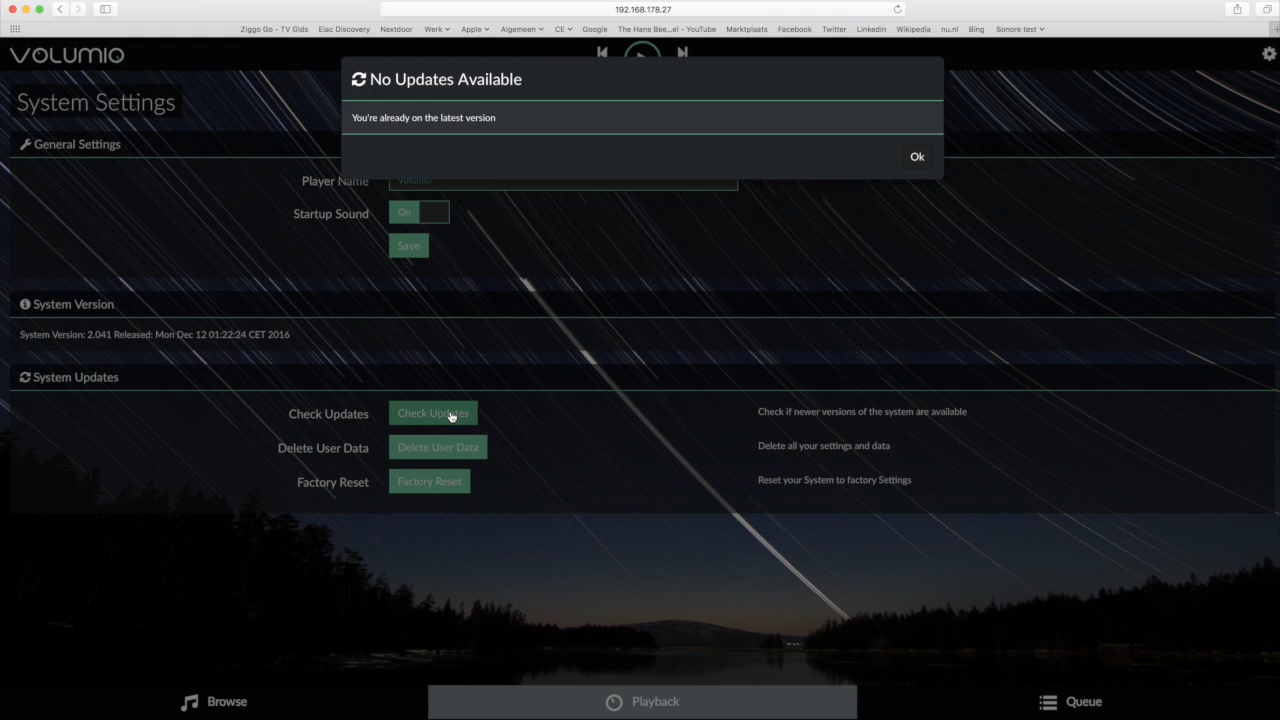 192.168.178.27
Ziggo Go - TV Gids Elac Discovery Nextdoor Werk Apple Algemeen CE Google The Hans Bee...el - YouTube Marktplaats Facebook Twitter LinkedIn Wikipedia nu.nl Bing Sonore test
VOLUMIO
No Updates Available
You're already on the latest version
Ok
System Settings
General Settings
Player Name Volumio
Startup Sound On
Save
System Version
System Version: 2.041 Released: Mon Dec 12 01:22:24 CET 2016
System Updates
Check Updates Check Updates Check if newer versions of the system are available
Delete User Data Delete User Data Delete all your settings and data
Factory Reset Factory Reset Reset your System to factory Settings
Browse Playback Queue